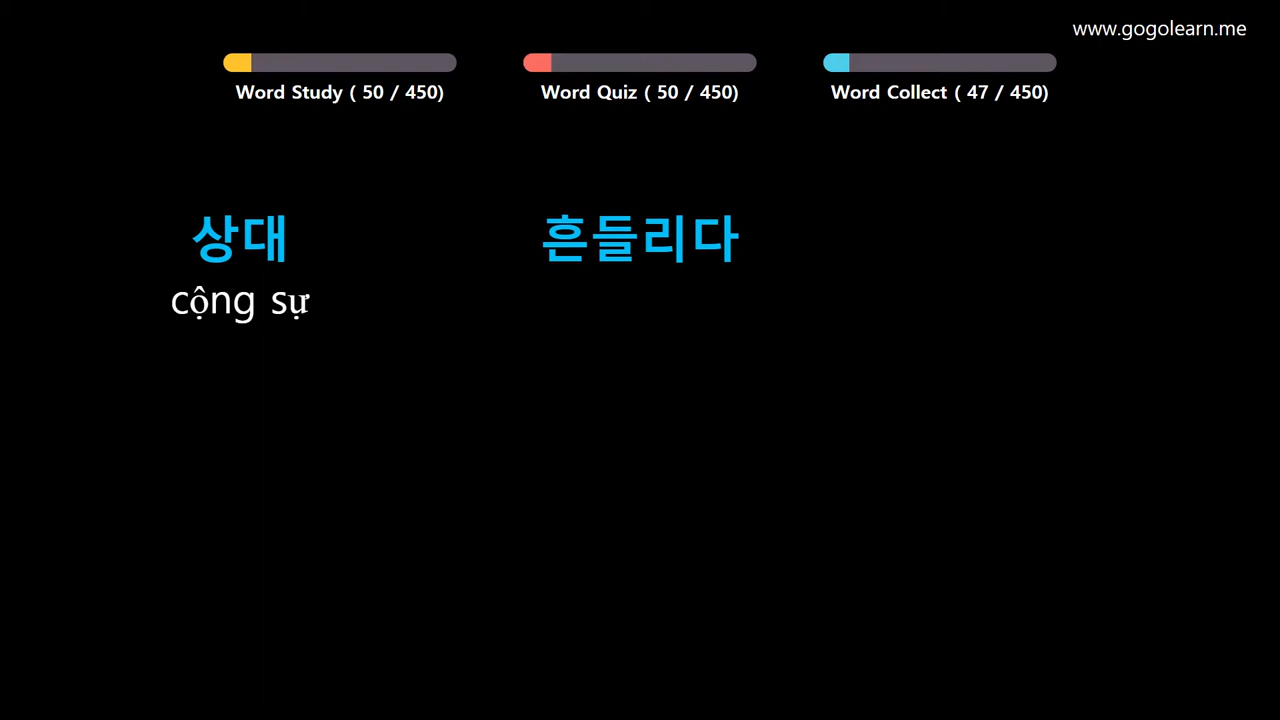 www.gogolearn.me
Word Study ( 50 / 450)
Word Quiz ( 50 / 450)
Word Collect ( 47 / 450)
상대
흔들리다
cộng sự